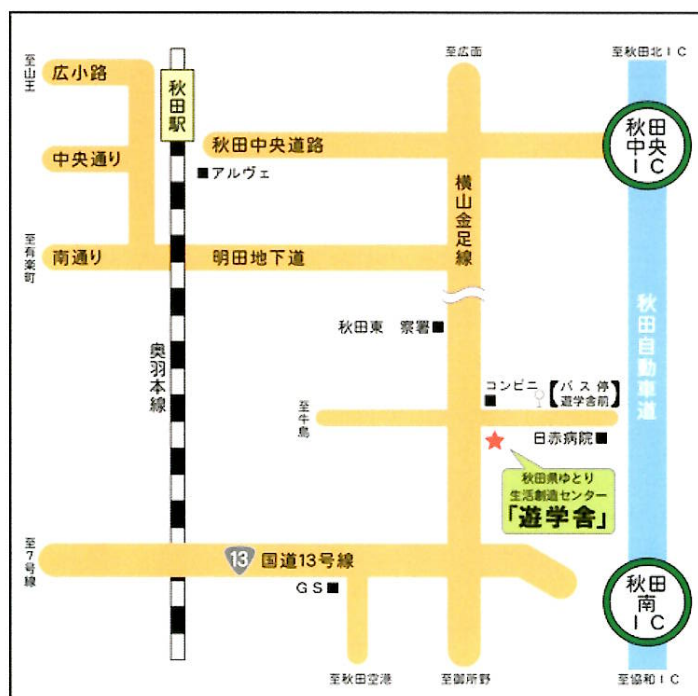 至広面
至秋田北IC
至山王
広小路
秋田駅
秋田中央IC
秋田中央道路
中央通り
アルヴェ
横山金足線
至有楽町
南通り
明田地下道
秋田自動車道
秋田東 察署
奥羽本線
コンビニ
【バス停
遊学舎前】
至牛島
日赤病院
秋田県ゆとり
生活創造センター
「遊学舎」
至7号線
13
国道13号線
GS
秋田南IC
至秋田空港
至御所野
至協和IC